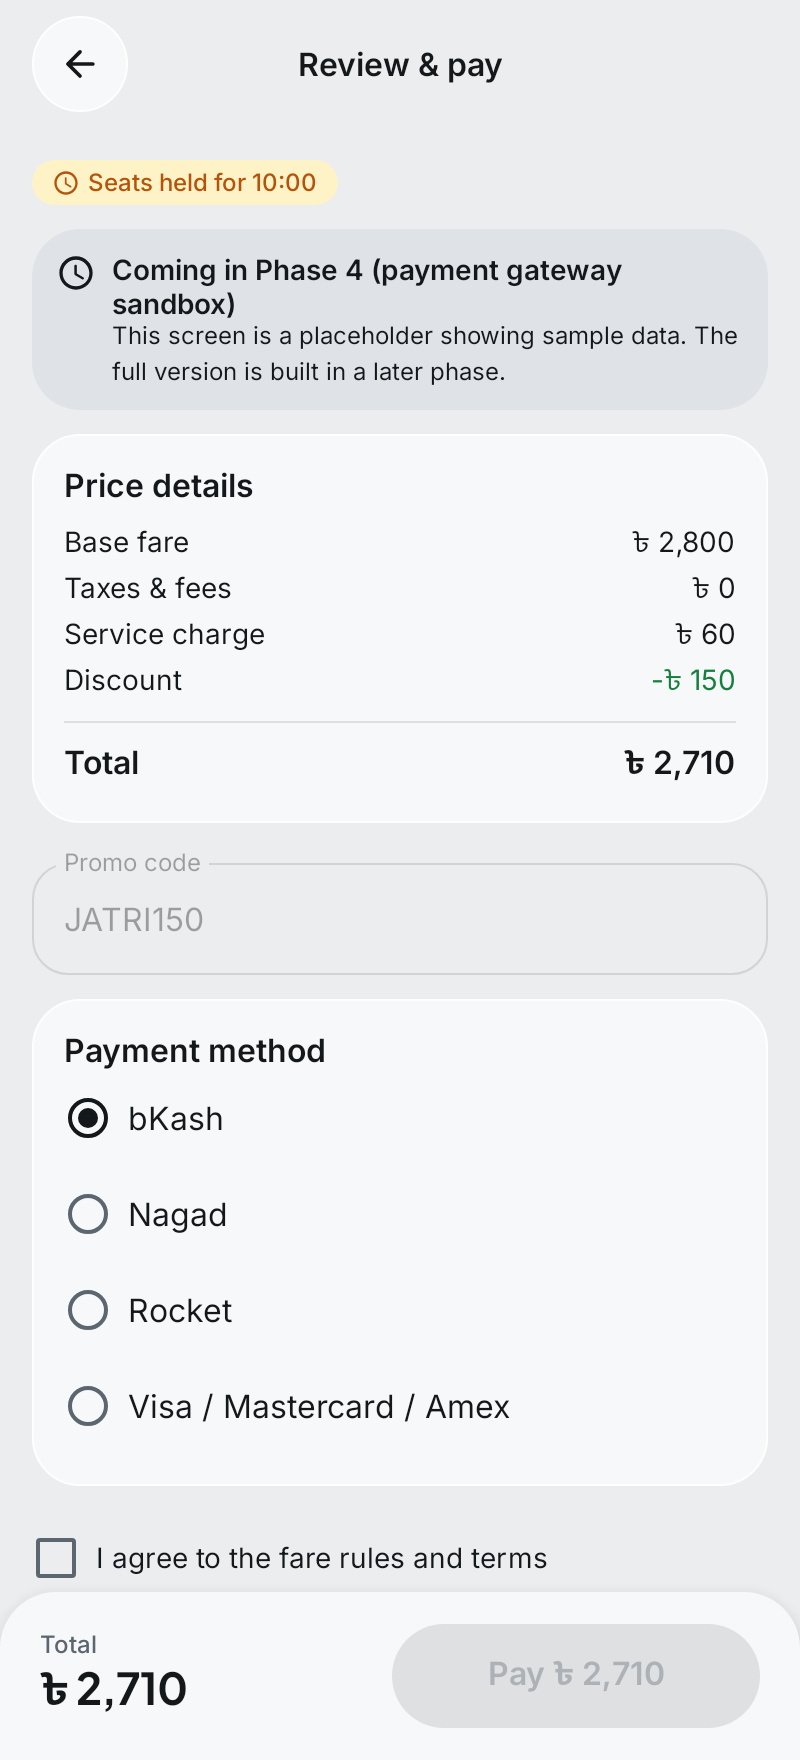 Review & pay
Seats held for 10:00
Coming in Phase 4 (payment gateway
sandbox)
This screen is a placeholder showing sample data. The
full version is built in a later phase.
Price details
Base fare ৳ 2,800
Taxes & fees ৳ 0
Service charge ৳ 60
Discount -৳ 150
Total ৳ 2,710
Promo code
JATRI150
Payment method
bKash
Nagad
Rocket
Visa / Mastercard / Amex
I agree to the fare rules and terms
Total
৳ 2,710
Pay ৳ 2,710